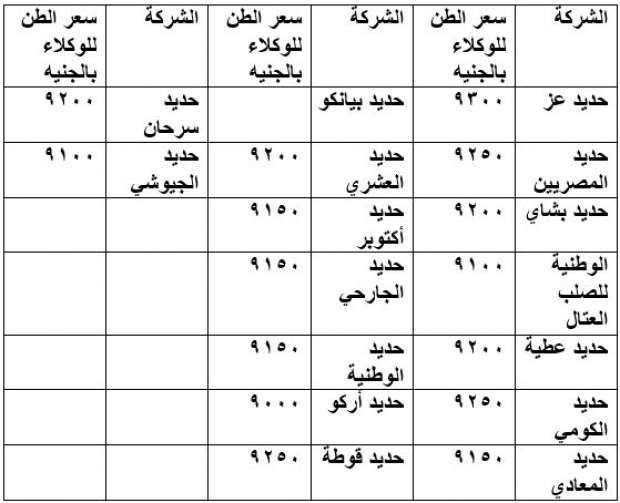 الشركة
سعر الطن
للوكلاء
بالجنيه
الشركة
سعر الطن
للوكلاء
بالجنيه
الشركة
سعر الطن
للوكلاء
بالجنيه
حديد عز
٩٣٠٠
حديد بيانكو
حديد
سرحان
٩٢٠٠
حديد
المصريين
٩٢٥٠
حديد
العشري
٩٢٠٠
حديد
الجيوشي
٩١٠٠
حديد بشاي
٩٢٠٠
حديد
أكتوبر
٩١٥٠
الوطنية
للصلب
العتال
٩١٠٠
حديد
الجارحي
٩١٥٠
حديد عطية
٩٢٠٠
حديد
الوطنية
٩١٥٠
حديد
الكومي
٩٢٥٠
حديد أركو
٩٠٠٠
حديد
المعادي
٩١٥٠
حديد قوطة
٩٢٥٠